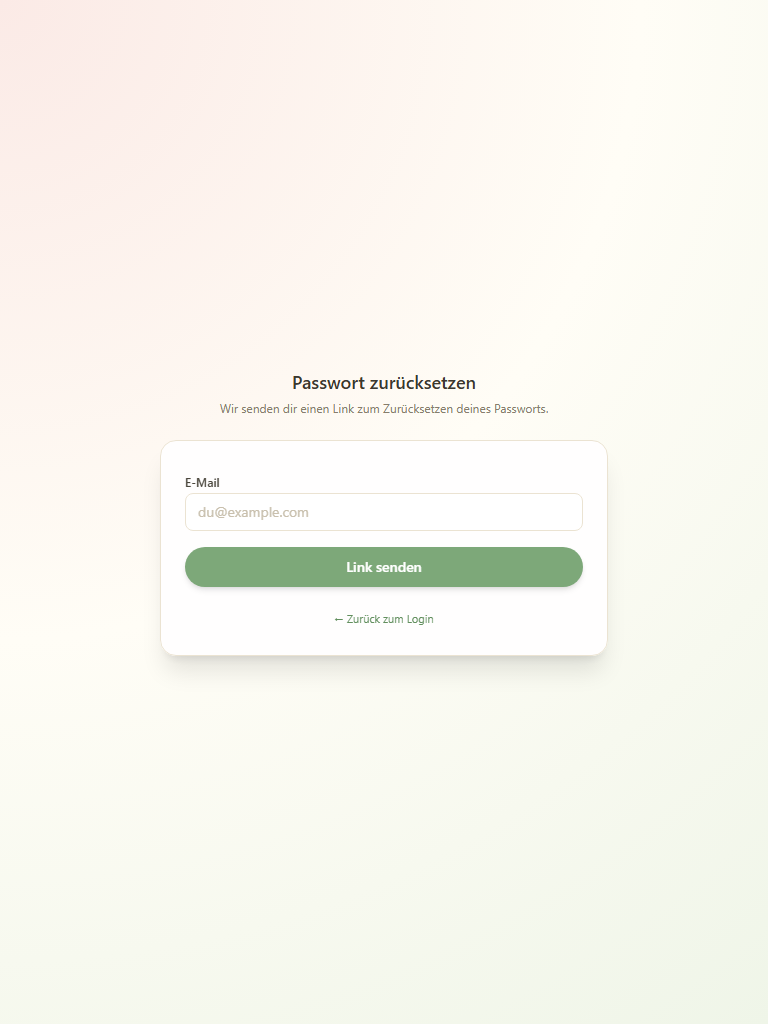 Passwort zurücksetzen
Wir senden dir einen Link zum Zurücksetzen deines Passworts.
E-Mail
du@example.com
Link senden
← Zurück zum Login